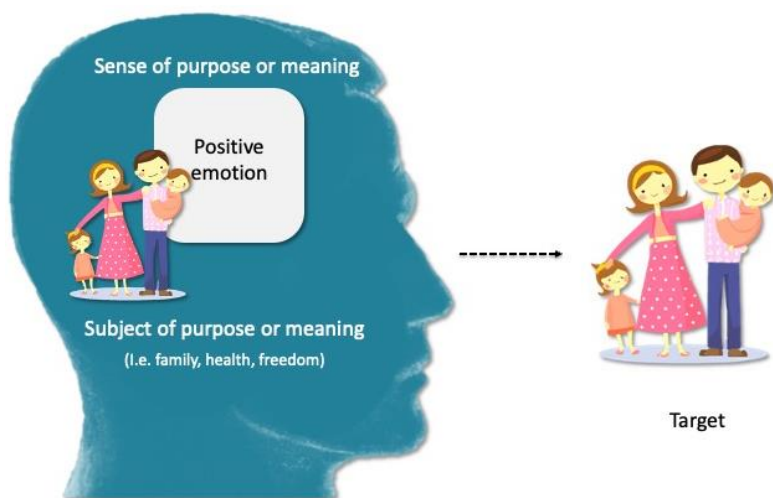 Sense of purpose or meaning
Positive
emotion
Subject of purpose or meaning
(I.e. family, health, freedom)
Target